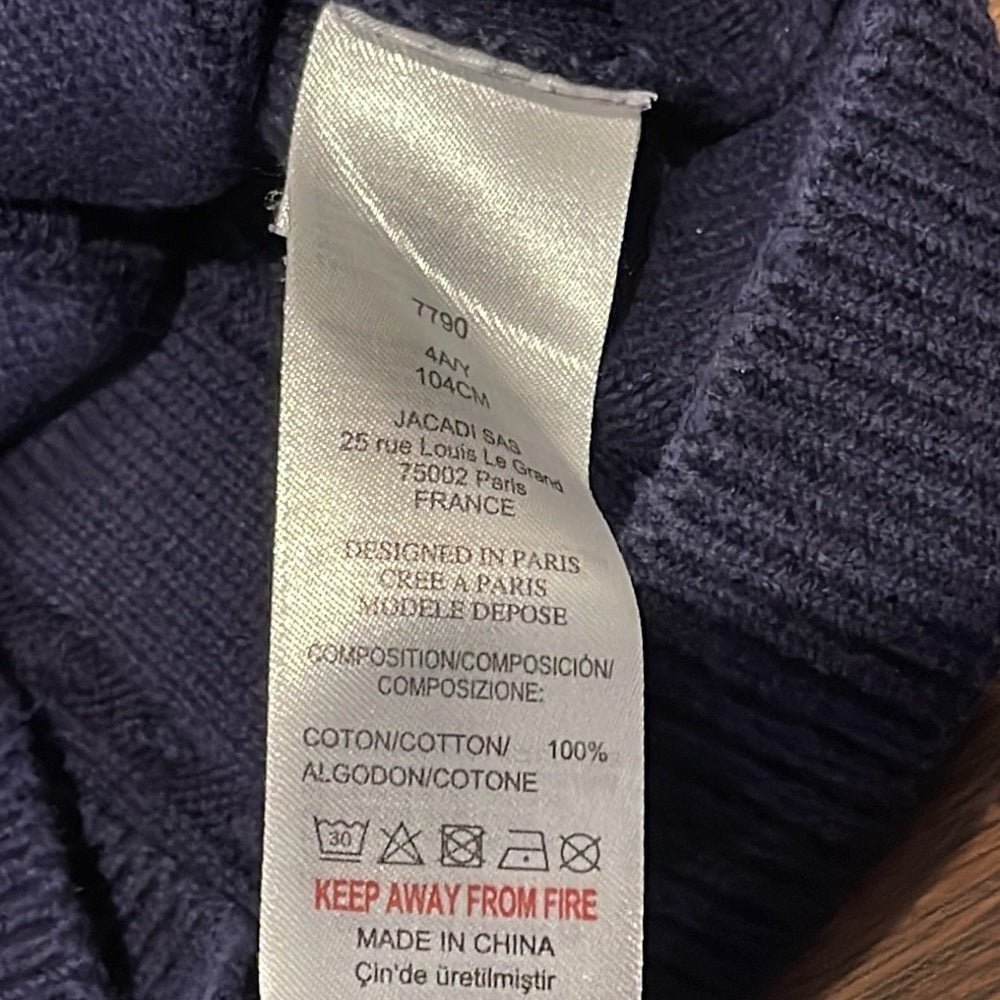 7790
4A/Y
104CM
JACADI SAS
25 rue Louis Le Grand
75002 Paris
FRANCE
DESIGNED IN PARIS
CREE A PARIS
MODELE DEPOSE
COMPOSITION/COMPOSICIÓN/
COMPOSIZIONE:
COTON/COTTON/ 100%
ALGODON/COTONE
30
KEEP AWAY FROM FIRE
MADE IN CHINA
Çin'de üretilmiştir